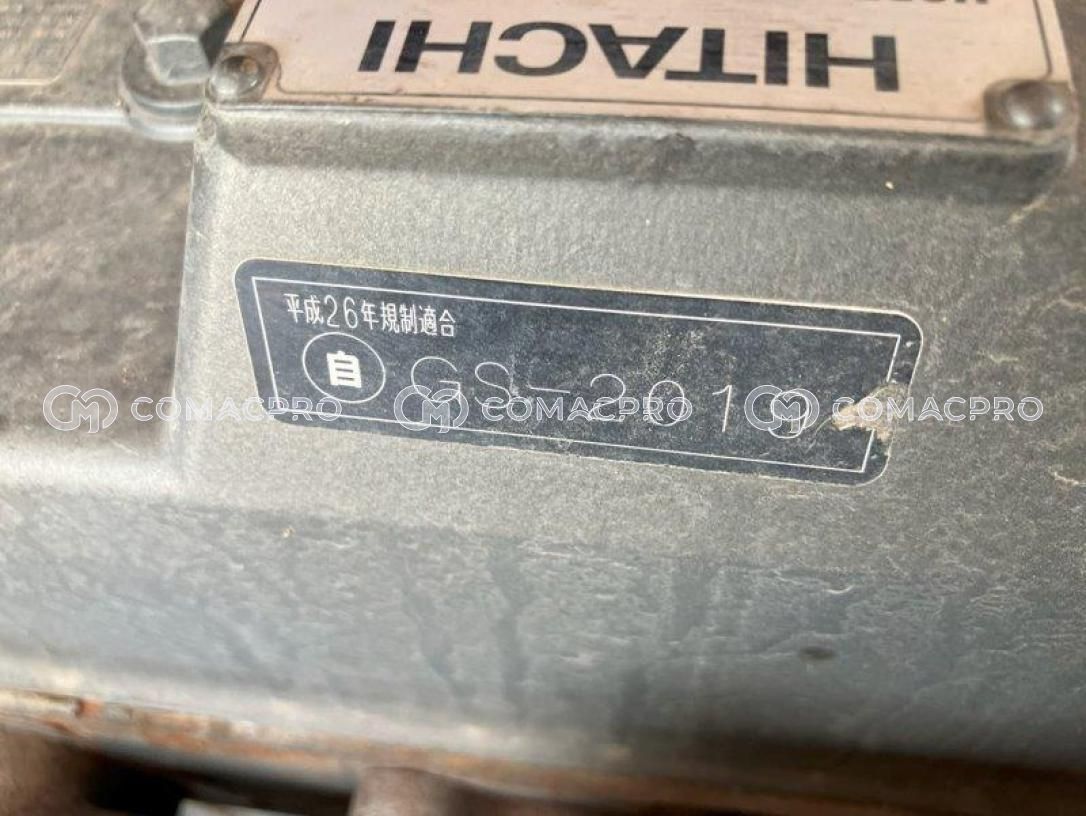 HITACHI
平成26年規制適合
自 GS-2019
COMACPRO COMACPRO COMACPRO